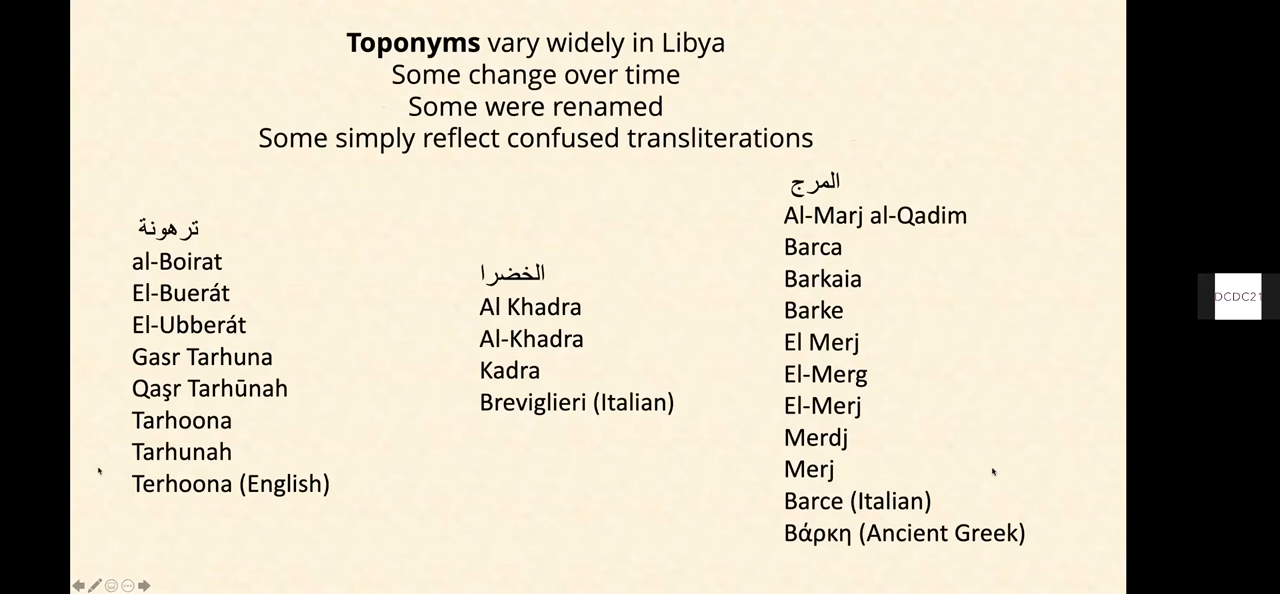 Toponyms vary widely in Libya
Some change over time
Some were renamed
Some simply reflect confused transliterations
ترهونة
al-Boirat
El-Buerát
El-Ubberát
Gasr Tarhuna
Qaşr Tarhūnah
Tarhoona
Tarhunah
Terhoona (English)
الخضرا
Al Khadra
Al-Khadra
Kadra
Breviglieri (Italian)
المرج
Al-Marj al-Qadim
Barca
Barkaia
Barke
El Merj
El-Merg
El-Merj
Merdj
Merj
Barce (Italian)
Βάρκη (Ancient Greek)
DCDC21